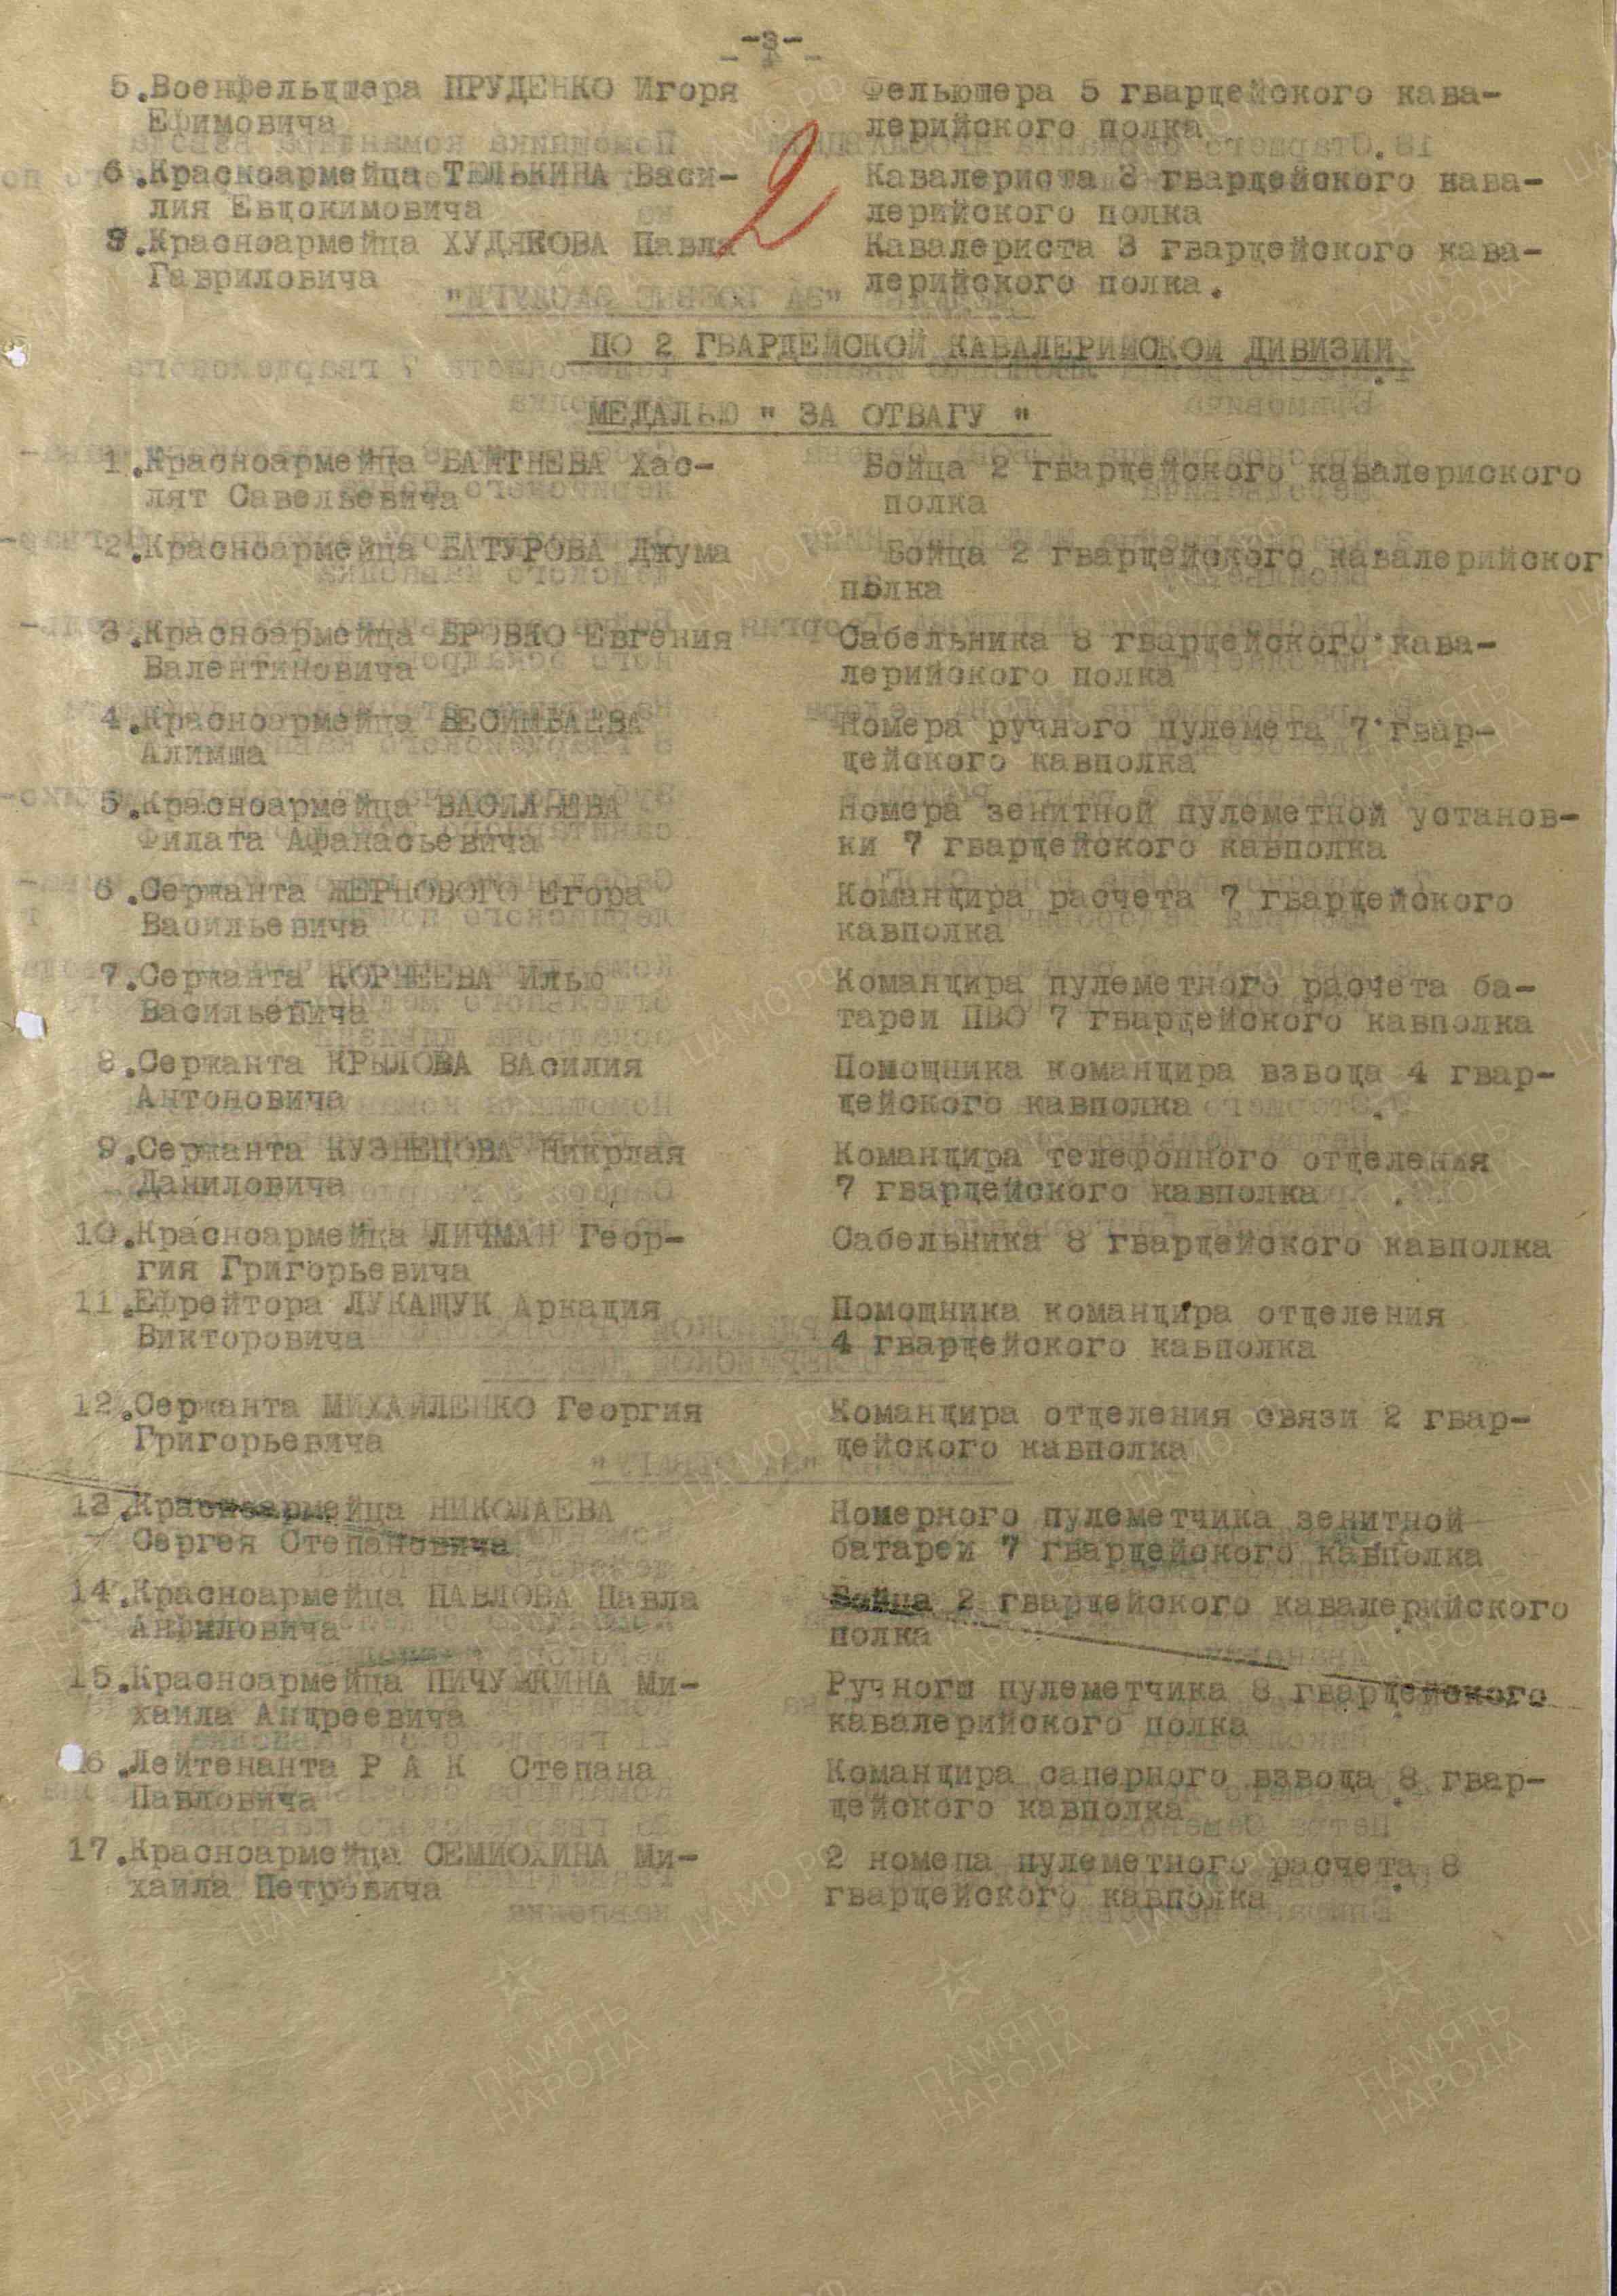 -3-
5.Военфельдшера ПРУДЕНКО Игоря Фельдшера 5 гвардейского кава-
Ефимовича лерийского полка
6.Красноармейца ТЮЛЬКИНА Васи- Кавалериста 3 гвардейского кава-
лия Евдокимовича лерийского полка
2
Красноармейца ХУДЯКОВА Павла Кавалериста 3 гвардейского кава-
Гавриловича лерийского полка.
ПО 2 ГВАРДЕЙСКОЙ КАВАЛЕРИЙСКОЙ ДИВИЗИИ
МЕДАЛЬЮ " ЗА ОТВАГУ "
1.Красноармейца Хас- Бойца 2 гвардейского кавалериского
лят Савельевича полка
2.Красноармейца БАТУРОВА Джума Бойца 2 гвардейского кавалерийског
полка
3.Красноармейца БРОВКО Евгения Сабельника 8 гвардейского кава-
Валентиновича лерийского полка
4.Красноармейца ВЕСИМБАЕВА Номера ручного пулемета 7 гвар-
Алимша дейского кавполка
5.Красноармейца ВАСИЛЬЕВА Номера зенитной пулеметной установ-
Филата Афанасьевича ки 7 гвардейского кавполка
6.Сержанта ЖЕРНОВОГО Егора Командира расчета 7 гвардейского
Васильевича кавполка
7.Сержанта КОРНЕЕВА Илью Командира пулеметного расчета ба-
Васильевича тареи ПВО 7 гвардейского кавполка
8.Сержанта КРЫЛОВА ВАсилия Помощника командира взвода 4 гвар-
Антоновича дейского кавполка
9.Сержанта КУЗНЕЦОВА Никрлая Командира телефонного отделения
Даниловича 7 гвардейского кавполка
10.Красноармейца ЛИЧМАН Геор- Сабельника 8 гвардейского кавполка
гия Григорьевича
11.Ефрейтора ЛУКАЩУК Аркадия Помощника командира отделения
Викторовича 4 гвардейского кавполка
12.Сержанта МИХАЙЛЕНКО Георгия Командира отделения связи 2 гвар-
Григорьевича дейского кавполка
13.Красноармейца НИКОЛАЕВА Номерного пулеметчика зенитной
Сергея Степановича батареи 7 гвардейского кавполка
14.Красноармейца ПАВЛОВА Павла Бойца 2 гвардейского кавалерийского
полка
15.Красноармейца ПИЧУЖКИНА Ми- Ручного пулеметчика 8 гвардейского
хаила Андреевича кавалерийского полка
6.Лейтенанта Р А К Степана Командира саперного взвода 8 гвар-
Павловича дейского кавполка
17.Красноармейца СЕМИОХИНА Ми- 2 номера пулеметного расчета 8
хаила Петровича гвардейского кавполка
ЦАМО РФ
ПАМЯТЬ
НАРОДА